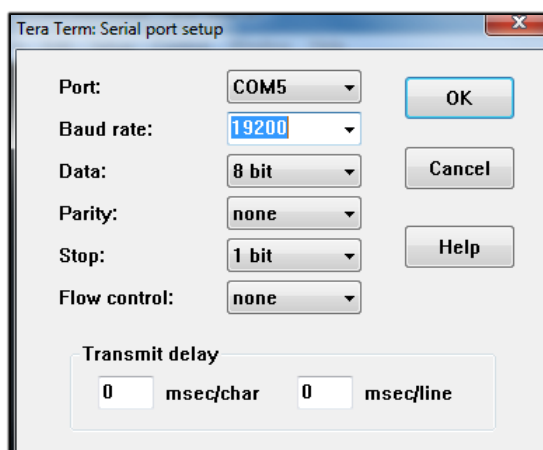 Tera Term: Serial port setup
Port: COM5 OK
Baud rate: 19200
Data: 8 bit Cancel
Parity: none
Stop: 1 bit Help
Flow control: none
Transmit delay
0 msec/char 0 msec/line